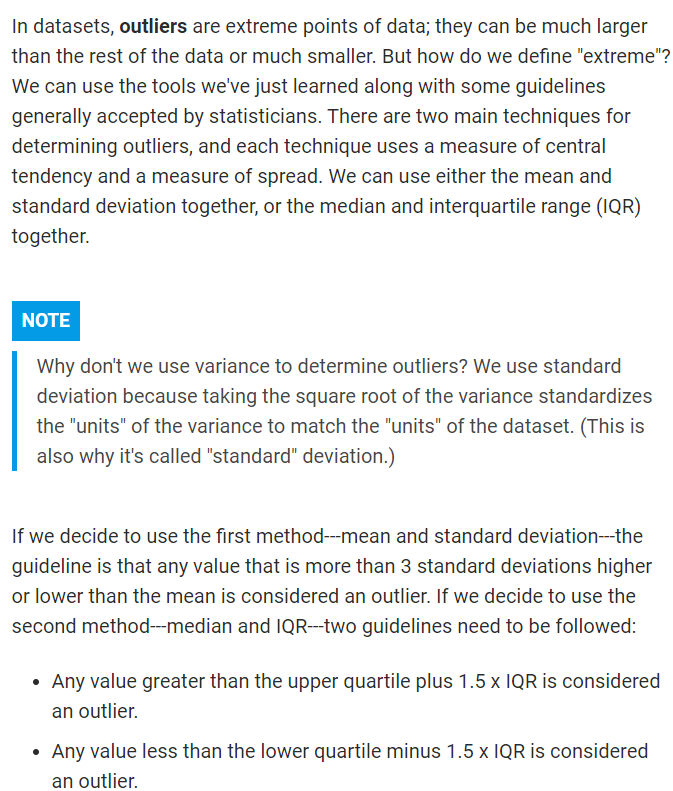 In datasets, outliers are extreme points of data; they can be much larger
than the rest of the data or much smaller. But how do we define "extreme"?
We can use the tools we've just learned along with some guidelines
generally accepted by statisticians. There are two main techniques for
determining outliers, and each technique uses a measure of central
tendency and a measure of spread. We can use either the mean and
standard deviation together, or the median and interquartile range (IQR)
together.
NOTE
Why don't we use variance to determine outliers? We use standard
deviation because taking the square root of the variance standardizes
the "units" of the variance to match the "units" of the dataset. (This is
also why it's called "standard" deviation.)
If we decide to use the first method---mean and standard deviation---the
guideline is that any value that is more than 3 standard deviations higher
or lower than the mean is considered an outlier. If we decide to use the
second method---median and IQR---two guidelines need to be followed:
• Any value greater than the upper quartile plus 1.5 x IQR is considered
an outlier.
• Any value less than the lower quartile minus 1.5 x IQR is considered
an outlier.